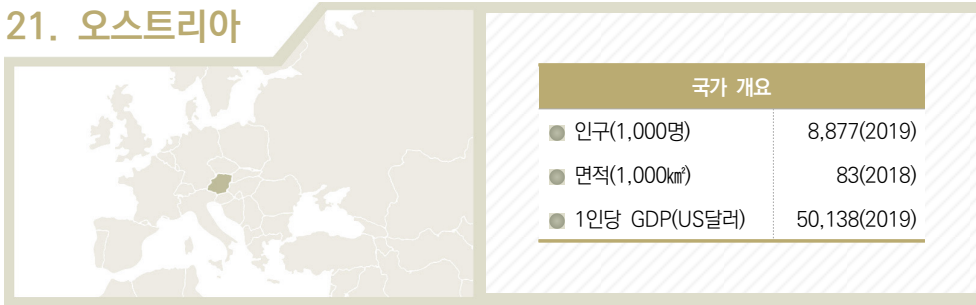 21. 오스트리아
국가 개요
인구(1,000명) 8,877(2019)
면적(1,000㎢) 83(2018)
1인당 GDP(US달러) 50,138(2019)